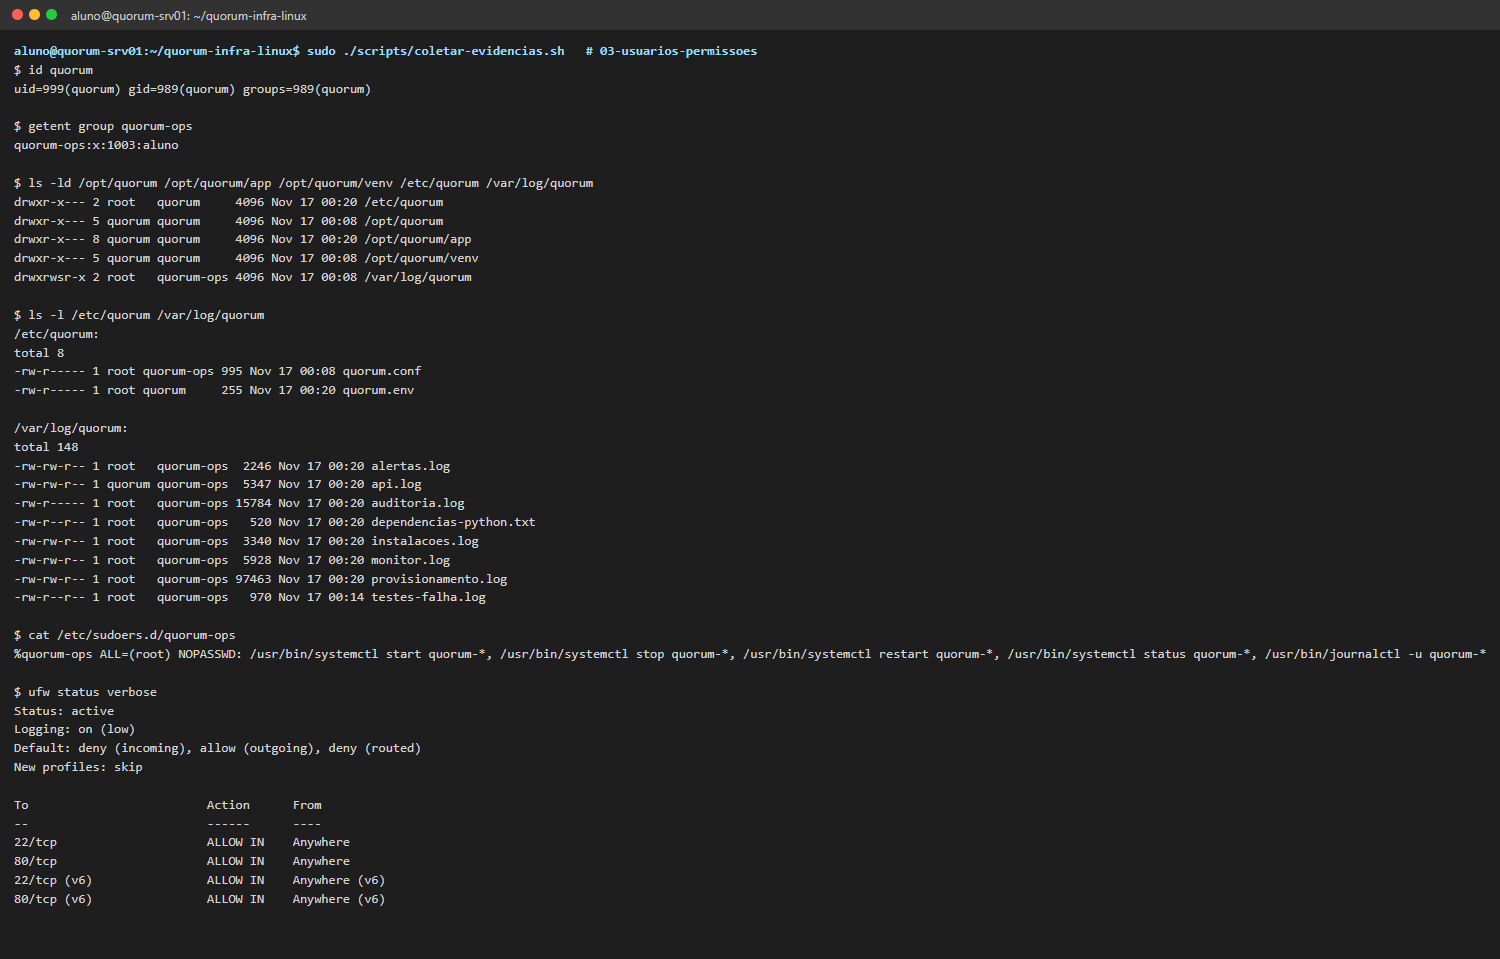 aluno@quorum-srv01: ~/quorum-infra-linux
aluno@quorum-srv01:~/quorum-infra-linux$ sudo ./scripts/coletar-evidencias.sh   # 03-usuarios-permissoes
$ id quorum
uid=999(quorum) gid=989(quorum) groups=989(quorum)
$ getent group quorum-ops
quorum-ops:x:1003:aluno
$ ls -ld /opt/quorum /opt/quorum/app /opt/quorum/venv /etc/quorum /var/log/quorum
drwxr-x--- 2 root   quorum     4096 Nov 17 00:20 /etc/quorum
drwxr-x--- 5 quorum quorum     4096 Nov 17 00:08 /opt/quorum
drwxr-x--- 8 quorum quorum     4096 Nov 17 00:20 /opt/quorum/app
drwxr-x--- 5 quorum quorum     4096 Nov 17 00:08 /opt/quorum/venv
drwxrwsr-x 2 root   quorum-ops 4096 Nov 17 00:08 /var/log/quorum
$ ls -l /etc/quorum /var/log/quorum
/etc/quorum:
total 8
-rw-r----- 1 root quorum-ops 995 Nov 17 00:08 quorum.conf
-rw-r----- 1 root quorum     255 Nov 17 00:20 quorum.env
/var/log/quorum:
total 148
-rw-rw-r-- 1 root   quorum-ops  2246 Nov 17 00:20 alertas.log
-rw-rw-r-- 1 quorum quorum-ops  5347 Nov 17 00:20 api.log
-rw-r----- 1 root   quorum-ops 15784 Nov 17 00:20 auditoria.log
-rw-r--r-- 1 root   quorum-ops   520 Nov 17 00:20 dependencias-python.txt
-rw-rw-r-- 1 root   quorum-ops  3340 Nov 17 00:20 instalacoes.log
-rw-rw-r-- 1 root   quorum-ops  5928 Nov 17 00:20 monitor.log
-rw-rw-r-- 1 root   quorum-ops 97463 Nov 17 00:20 provisionamento.log
-rw-r--r-- 1 root   quorum-ops   970 Nov 17 00:14 testes-falha.log
$ cat /etc/sudoers.d/quorum-ops
%quorum-ops ALL=(root) NOPASSWD: /usr/bin/systemctl start quorum-*, /usr/bin/systemctl stop quorum-*, /usr/bin/systemctl restart quorum-*, /usr/bin/systemctl status quorum-*, /usr/bin/journalctl -u quorum-*
$ ufw status verbose
Status: active
Logging: on (low)
Default: deny (incoming), allow (outgoing), deny (routed)
New profiles: skip
To                         Action      From
--                         ------      ----
22/tcp                     ALLOW IN    Anywhere
80/tcp                     ALLOW IN    Anywhere
22/tcp (v6)                ALLOW IN    Anywhere (v6)
80/tcp (v6)                ALLOW IN    Anywhere (v6)